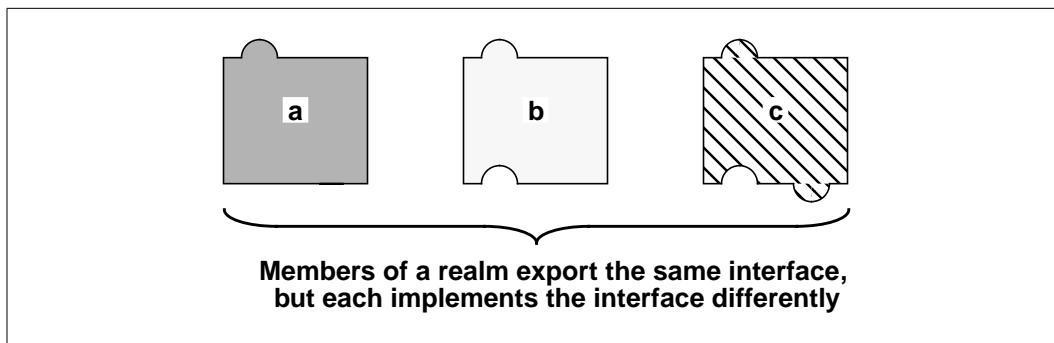 a b c
Members of a realm export the same interface,
but each implements the interface differently